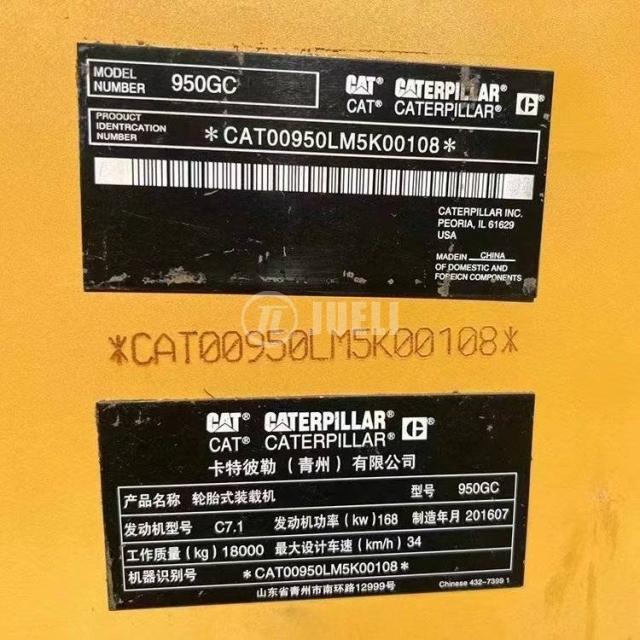 MODEL NUMBER 950GC
CAT® CATERPILLAR®
CAT® CATERPILLAR®
PRODUCT IDENTRCATION NUMBER *CAT00950LM5K00108*
CATERPILLAR INC.
PEORIA, IL 61629
USA
MADEIN CHINA
OF DOMESTIC AND
FOREIGN COMPONENTS
JUELI
*CAT00950LM5K00108*
CAT® CATERPILLAR®
CAT® CATERPILLAR®
卡特彼勒（青州）有限公司
产品名称 轮胎式装载机 型号 950GC
发动机型号 C7.1 发动机功率（kw）168 制造年月 201607
工作质量（kg）18000 最大设计车速（km/h）34
机器识别号 *CAT00950LM5K00108*
山东省青州市南环路12999号 Chinese 432-7399 1